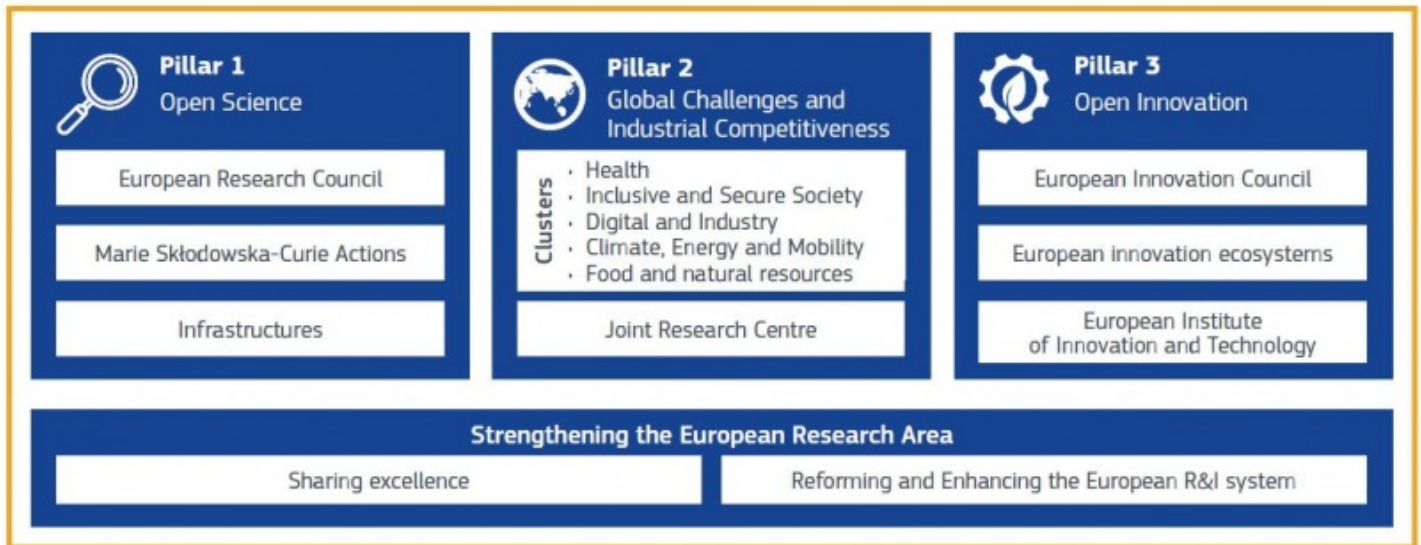 Pillar 1
Open Science
European Research Council
Marie Skłodowska-Curie Actions
Infrastructures
Pillar 2
Global Challenges and
Industrial Competitiveness
Clusters
· Health
· Inclusive and Secure Society
· Digital and Industry
· Climate, Energy and Mobility
· Food and natural resources
Joint Research Centre
Pillar 3
Open Innovation
European Innovation Council
European innovation ecosystems
European Institute
of Innovation and Technology
Strengthening the European Research Area
Sharing excellence
Reforming and Enhancing the European R&I system